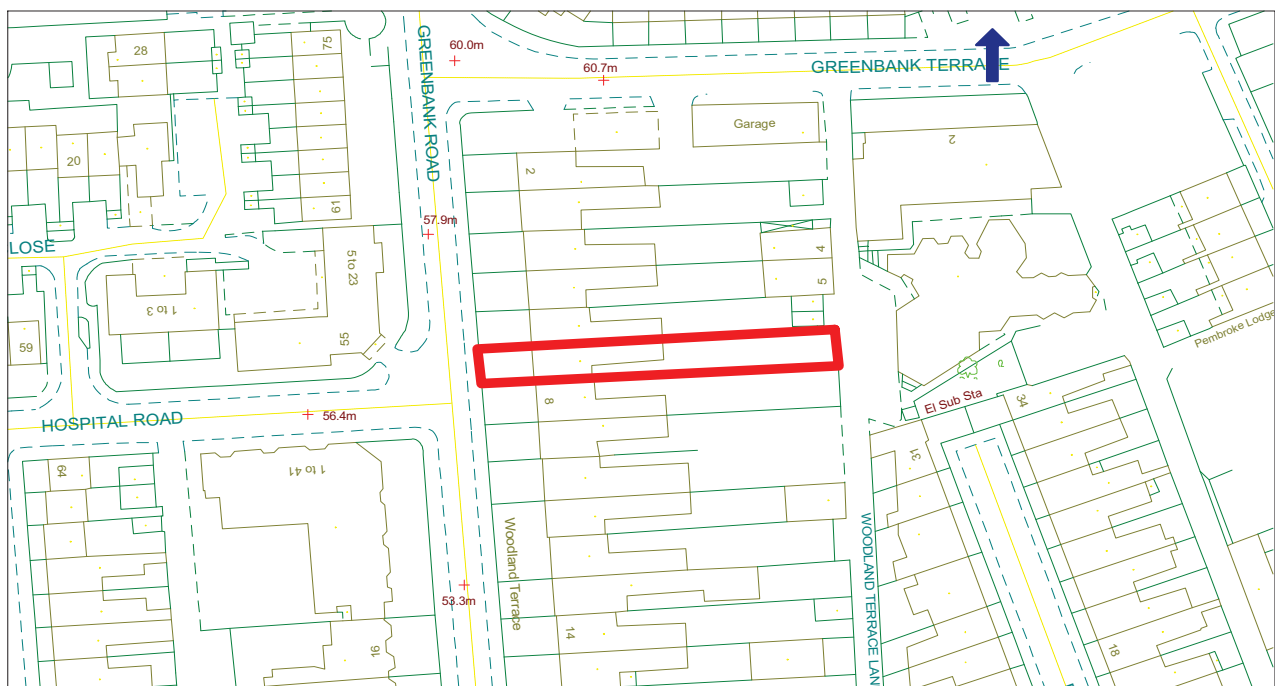 28
75
GREENBANK ROAD
60.0m
60.7m
GREENBANK TERRACE
Garage
2
20
2
61
57.9m
LOSE
5 to 23
4
5
1 to 3
55
59
Pembroke Lodge
El Sub Sta
34
8
HOSPITAL ROAD
56.4m
31
64
1 to 41
WOODLAND TERRACE LAN
Woodland Terrace
53.3m
14
16
18